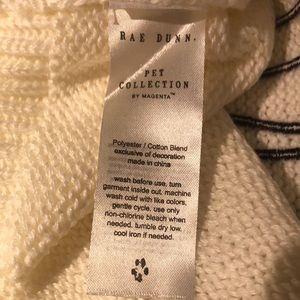 RAE DUNN.
PET
COLLECTION
BY MAGENTA™
Polyester / Cotton Blend
exclusive of decoration
made in china
wash before use. turn
garment inside out. machine
wash cold with like colors,
gentle cycle. use only
non-chlorine bleach when
needed. tumble dry low.
cool iron if needed.